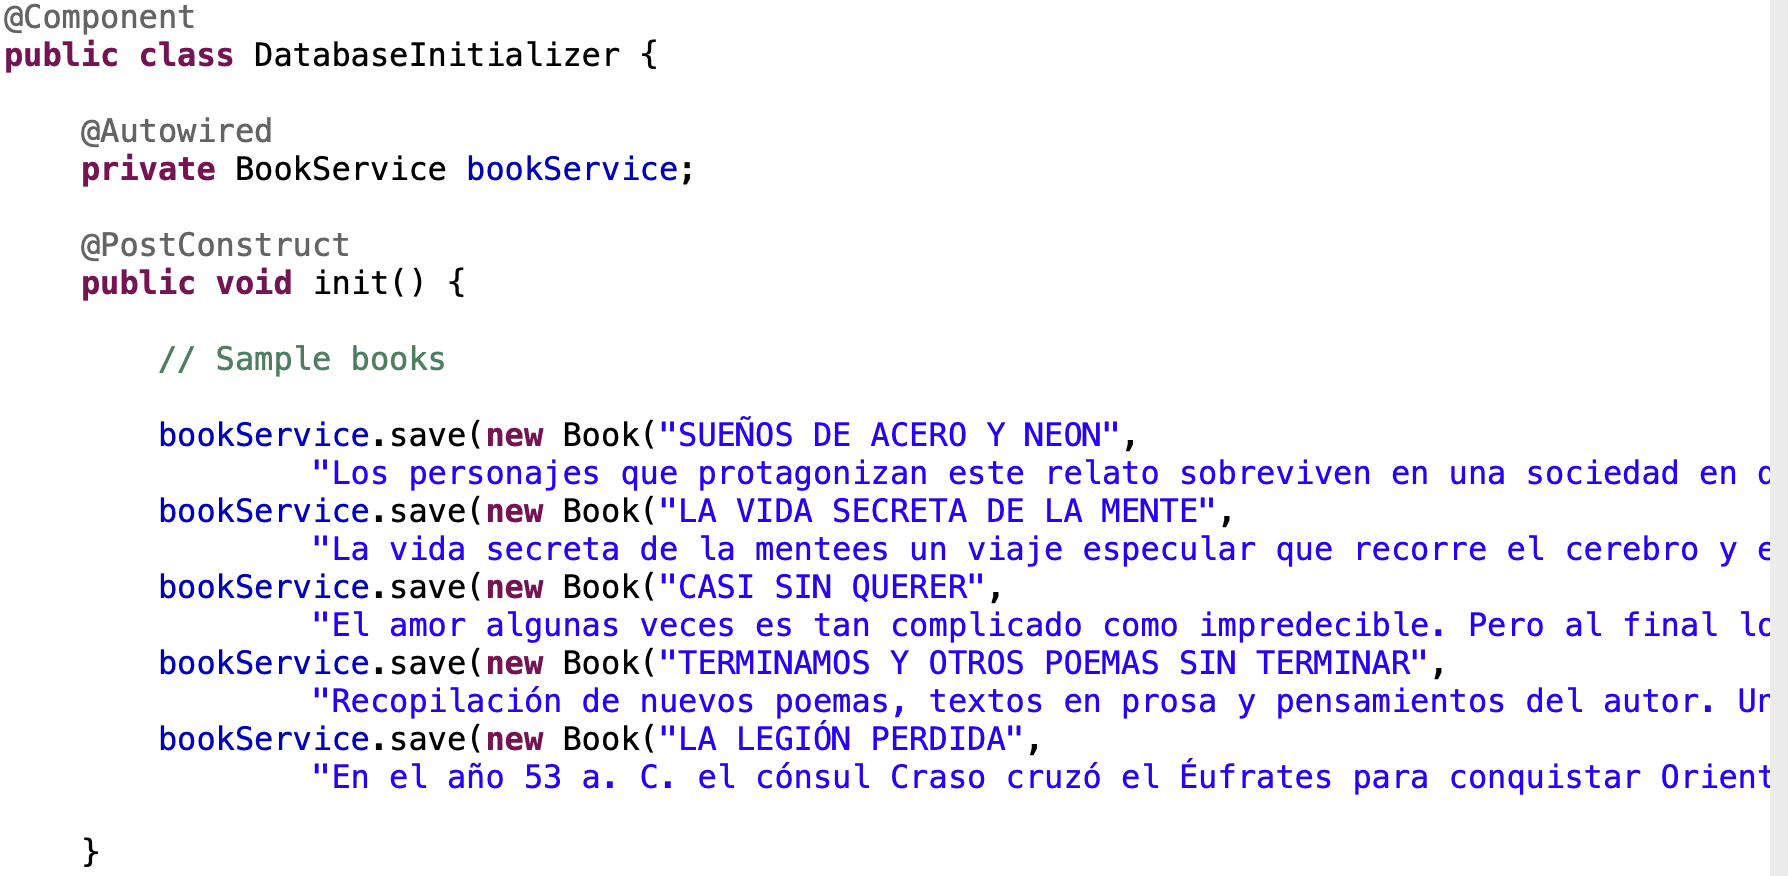 @Component
public class DatabaseInitializer {
@Autowired
private BookService bookService;
@PostConstruct
public void init() {
// Sample books
bookService.save(new Book("SUEÑOS DE ACERO Y NEON",
"Los personajes que protagonizan este relato sobreviven en una sociedad en
bookService.save(new Book("LA VIDA SECRETA DE LA MENTE",
"La vida secreta de la mentees un viaje especular que recorre el cerebro y
bookService.save(new Book("CASI SIN QUERER",
"El amor algunas veces es tan complicado como impredecible. Pero al final lo
bookService.save(new Book("TERMINAMOS Y OTROS POEMAS SIN TERMINAR",
"Recopilación de nuevos poemas, textos en prosa y pensamientos del autor. Un
bookService.save(new Book("LA LEGIÓN PERDIDA",
"En el año 53 a. C. el cónsul Craso cruzó el Éufrates para conquistar Orient
}